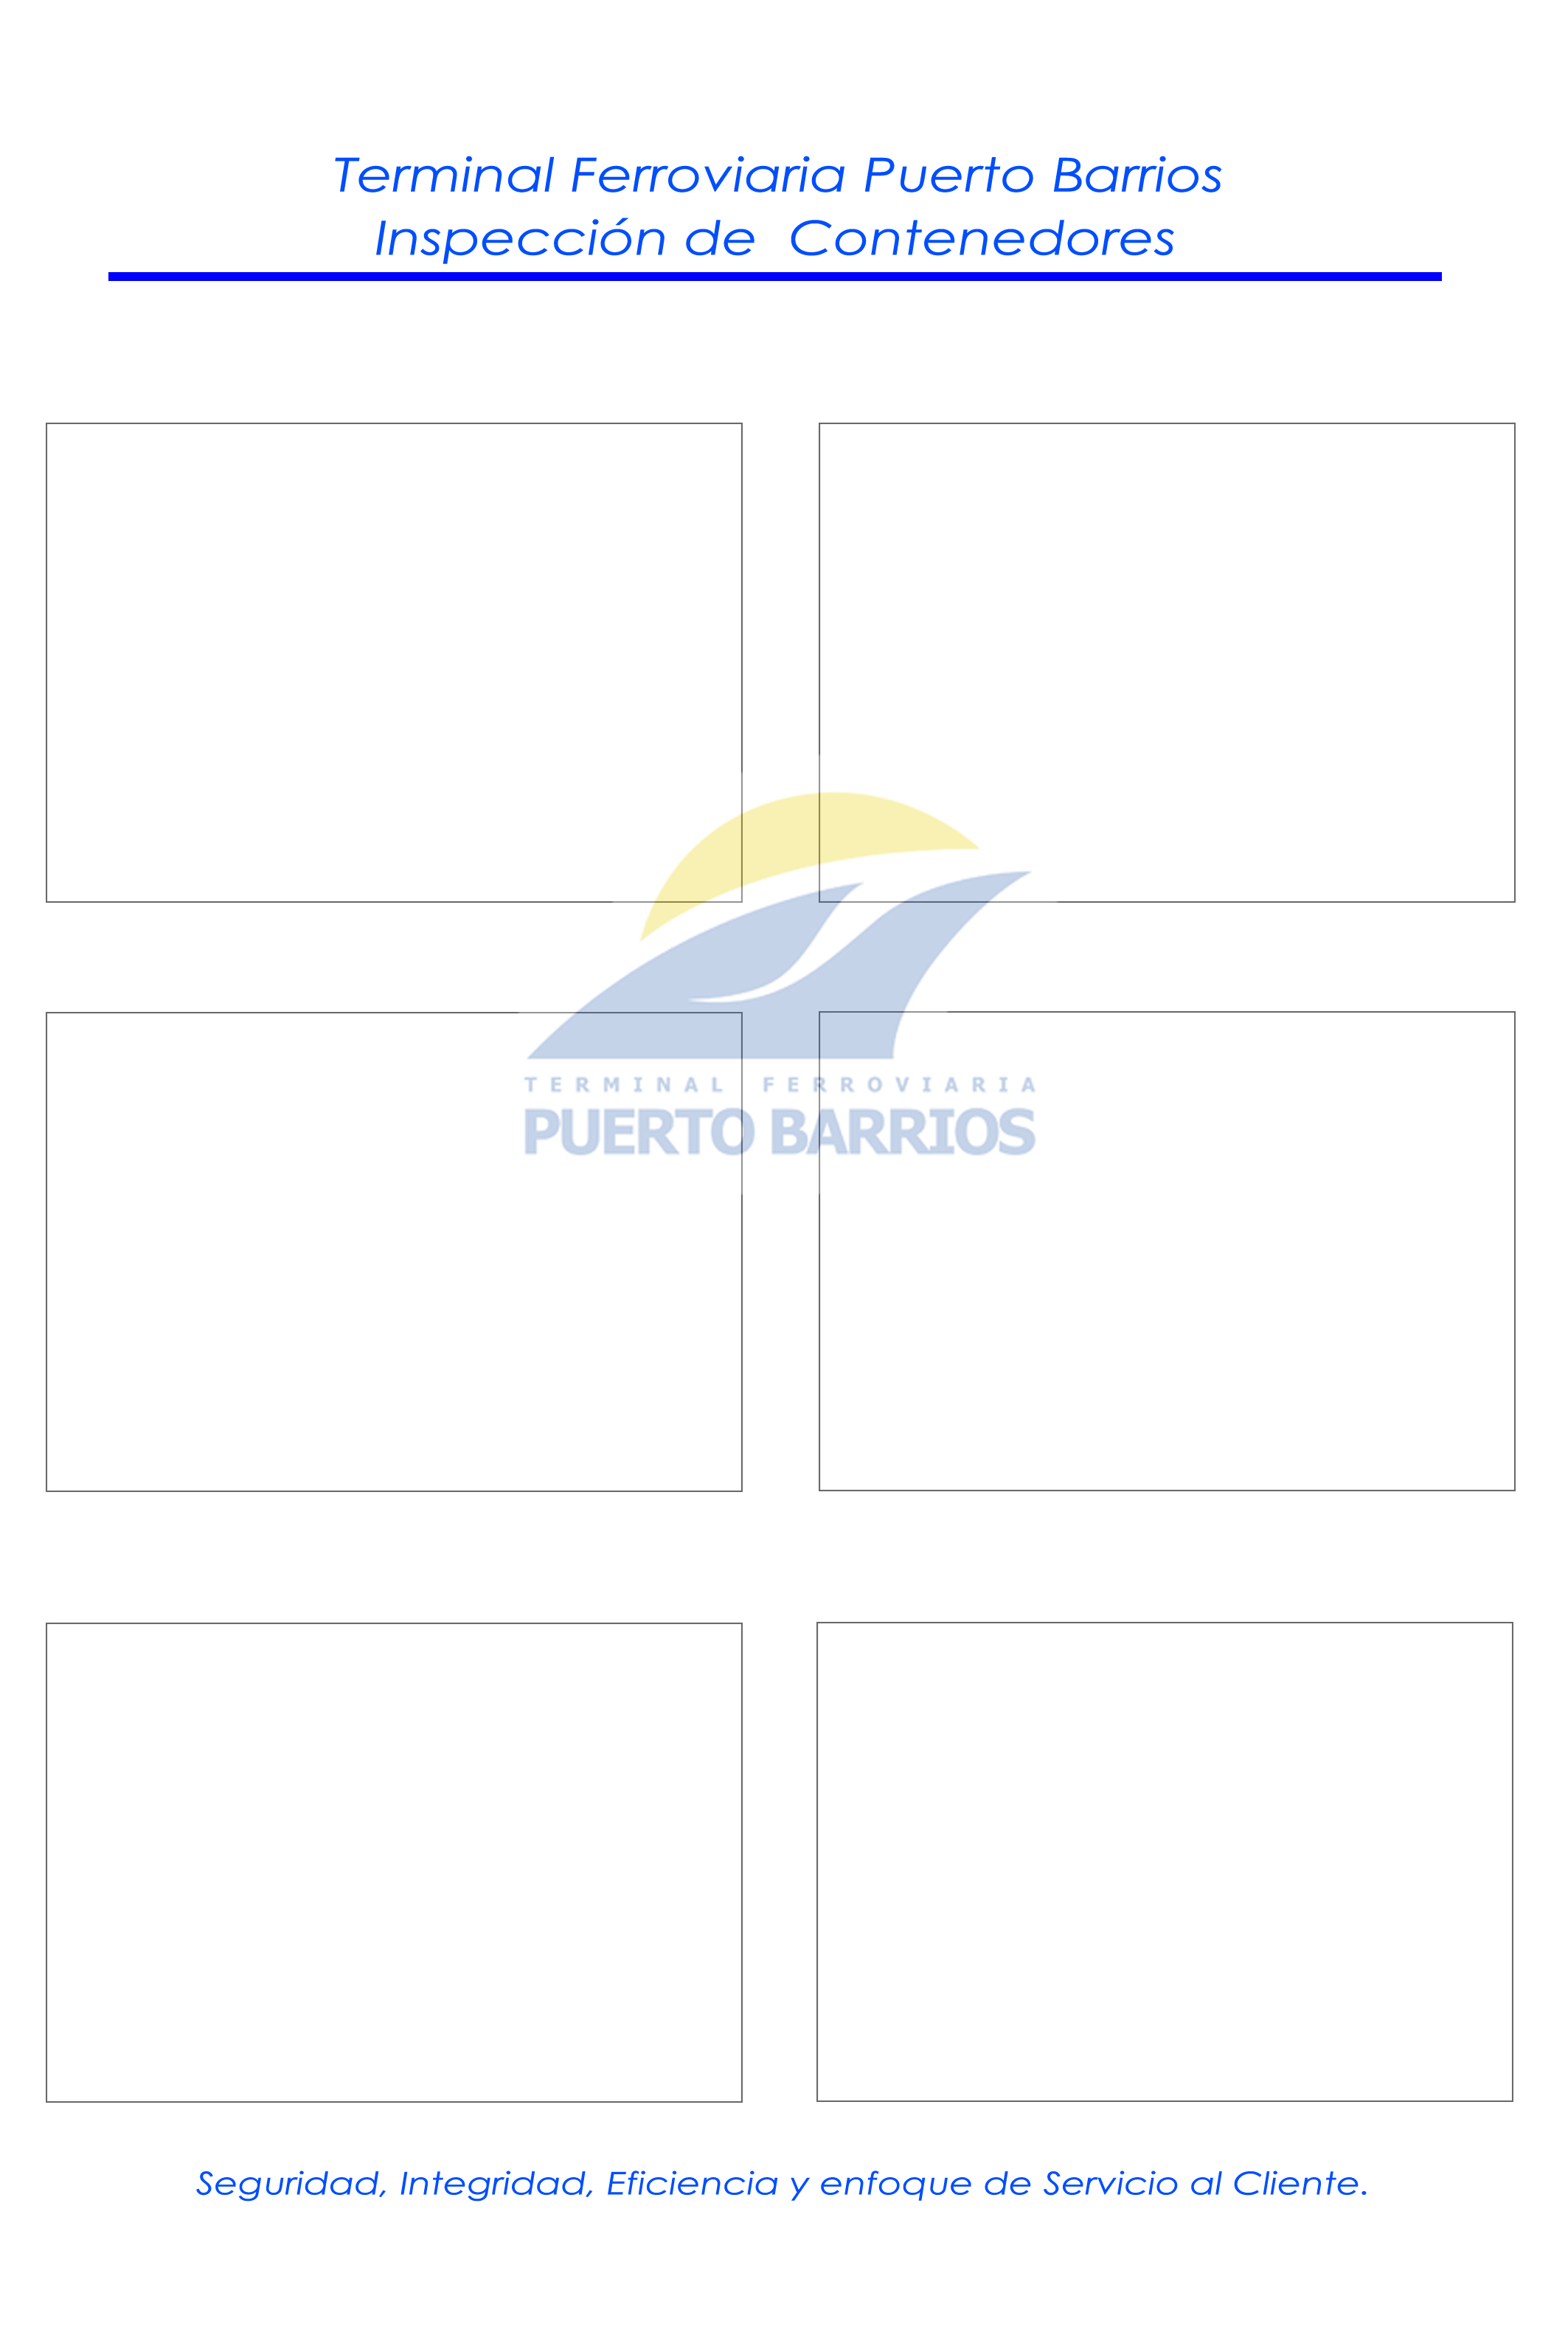 Terminal Ferroviaria Puerto Barrios
Inspección de Contenedores
TERMINAL FERROVIARIA
PUERTO BARRIOS
Seguridad, Integridad, Eficiencia y enfoque de Servicio al Cliente.